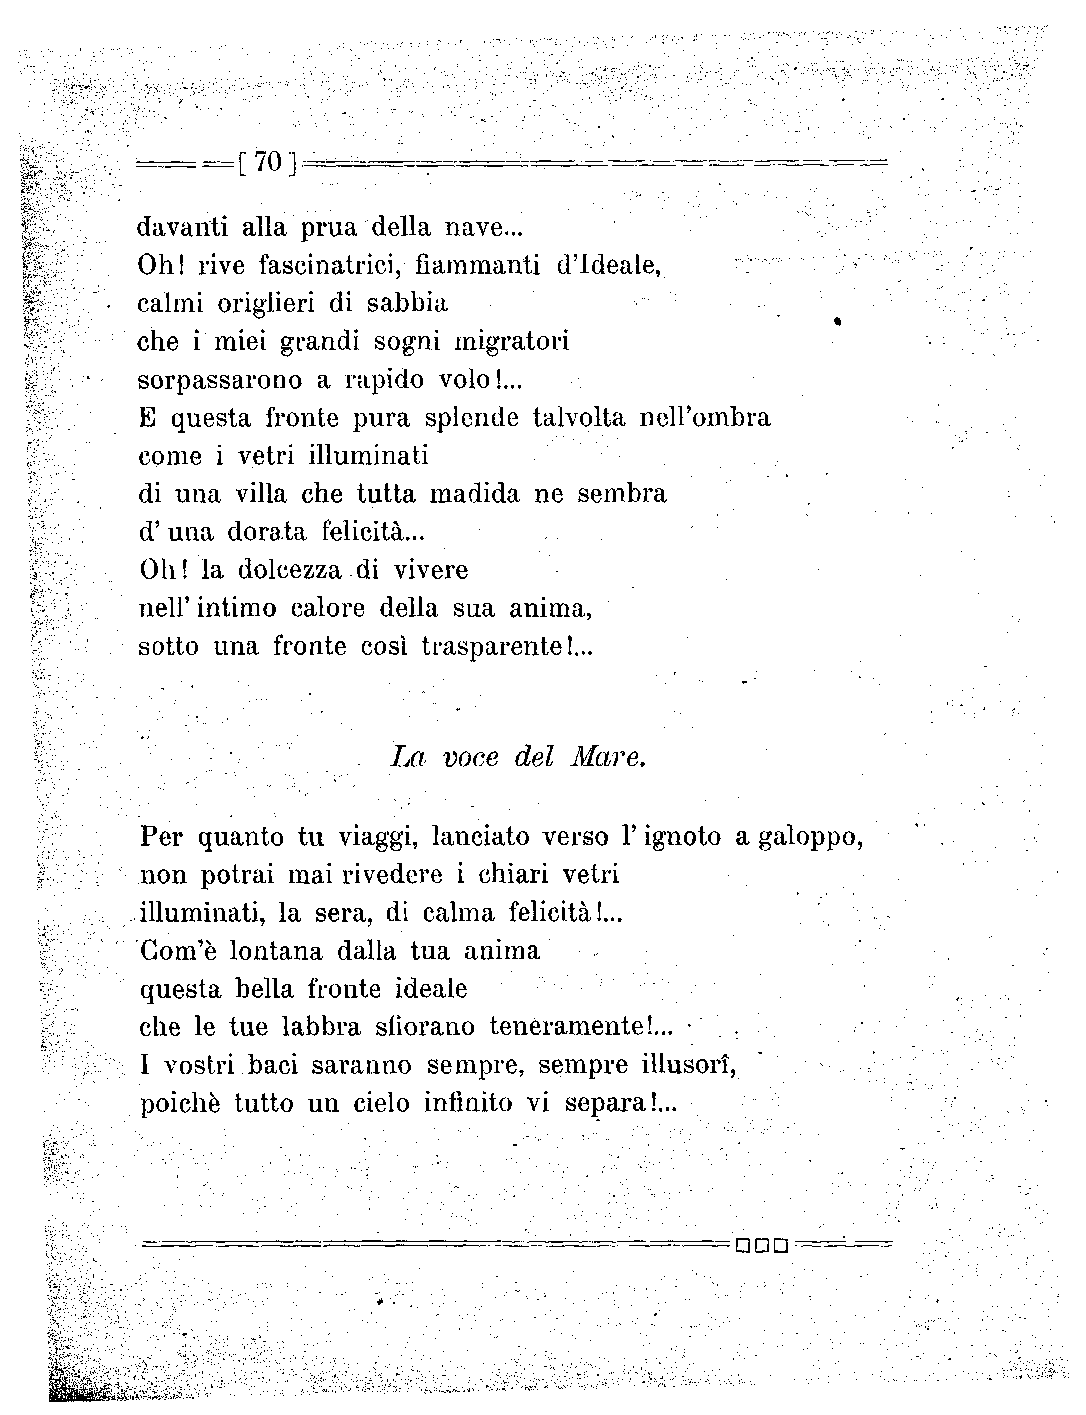 [ 70 ]
davanti alla prua della nave...
Oh! rive fascinatrici, fiammanti d'Ideale,
calmi origlieri di sabbia
che i miei grandi sogni migratori
sorpassarono a rapido volo!...
E questa fronte pura splende talvolta nell'ombra
come i vetri illuminati
di una villa che tutta madida ne sembra
d' una dorata felicità...
Oh! la dolcezza di vivere
nell' intimo calore della sua anima,
sotto una fronte così trasparente!...
La voce del Mare.
Per quanto tu viaggi, lanciato verso l' ignoto a galoppo,
non potrai mai rivedere i chiari vetri
illuminati, la sera, di calma felicità!...
Com'è lontana dalla tua anima
questa bella fronte ideale
che le tue labbra sfiorano teneramente!...
I vostri baci saranno sempre, sempre illusorî,
poichè tutto un cielo infinito vi separa!...